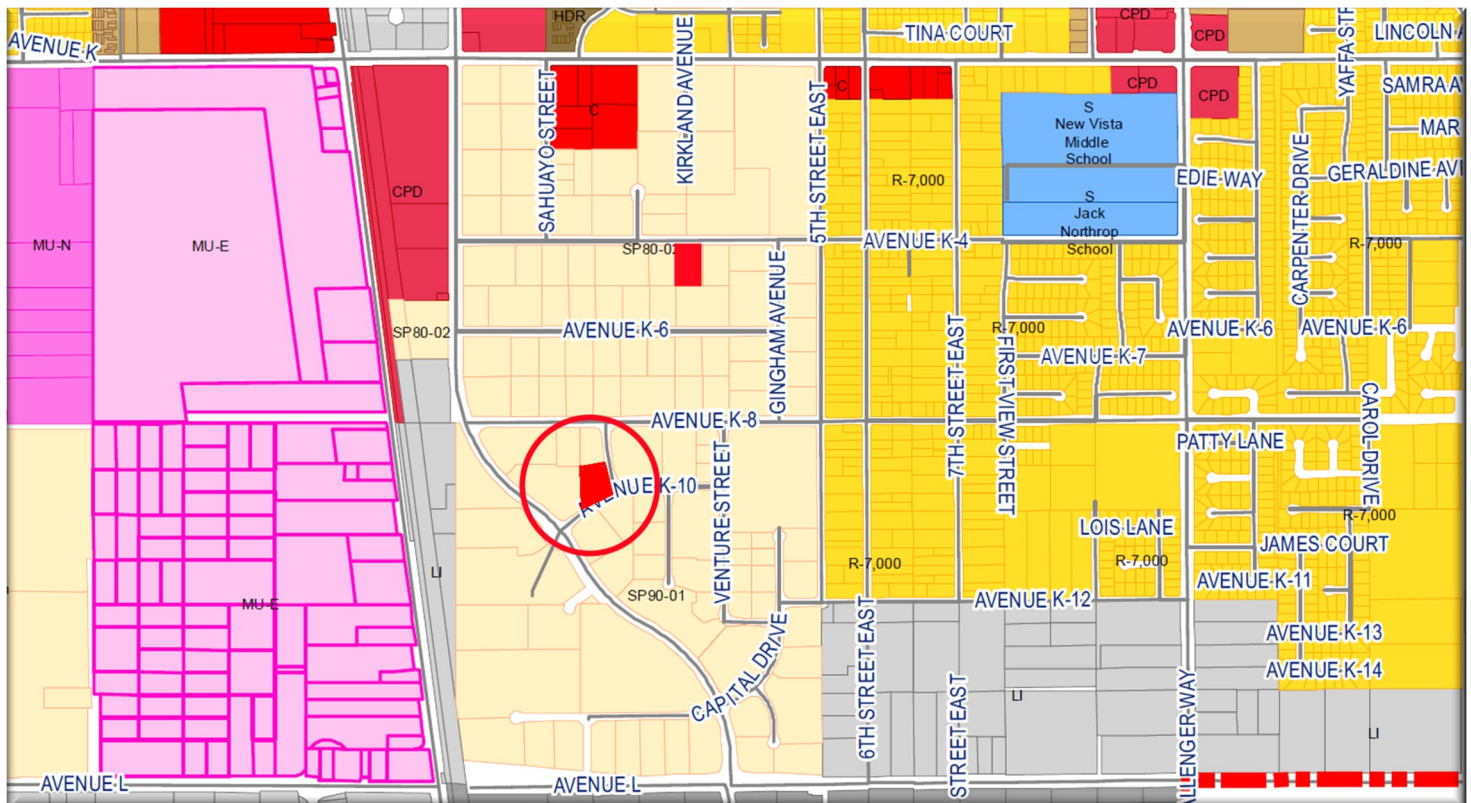 HDR
CPD
TINA COURT
CPD
LINCOLN A
AVENUE K
YAFFA STR
SAMRA AV
C
C
CPD
CPD
SAHUAYO STREET
KIRKLAND AVENUE
5TH STREET EAST
S
New Vista
Middle
School
MAR
CARPENTER DRIVE
GERALDINE AVE
EDIE WAY
R-7,000
CPD
S
Jack
Northrop
School
MU-N
MU-E
SP80-02
AVENUE K-4
R-7,000
GINGHAM AVENUE
SP80-02
AVENUE K-6
7TH STREET EAST
R-7,000
FIRST VIEW STREET
AVENUE K-6
AVENUE K-6
AVENUE K-7
CAROL DRIVE
AVENUE K-8
PATTY LANE
AVENUE K-10
VENTURE STREET
R-7,000
LOIS LANE
JAMES COURT
R-7,000
R-7,000
LI
AVENUE K-11
MU-E
SP90-01
AVENUE K-12
AVENUE K-13
AVENUE K-14
CAPITAL DRIVE
6TH STREET EAST
STREET EAST
LI
ALLENGER WAY
LI
AVENUE L
AVENUE L